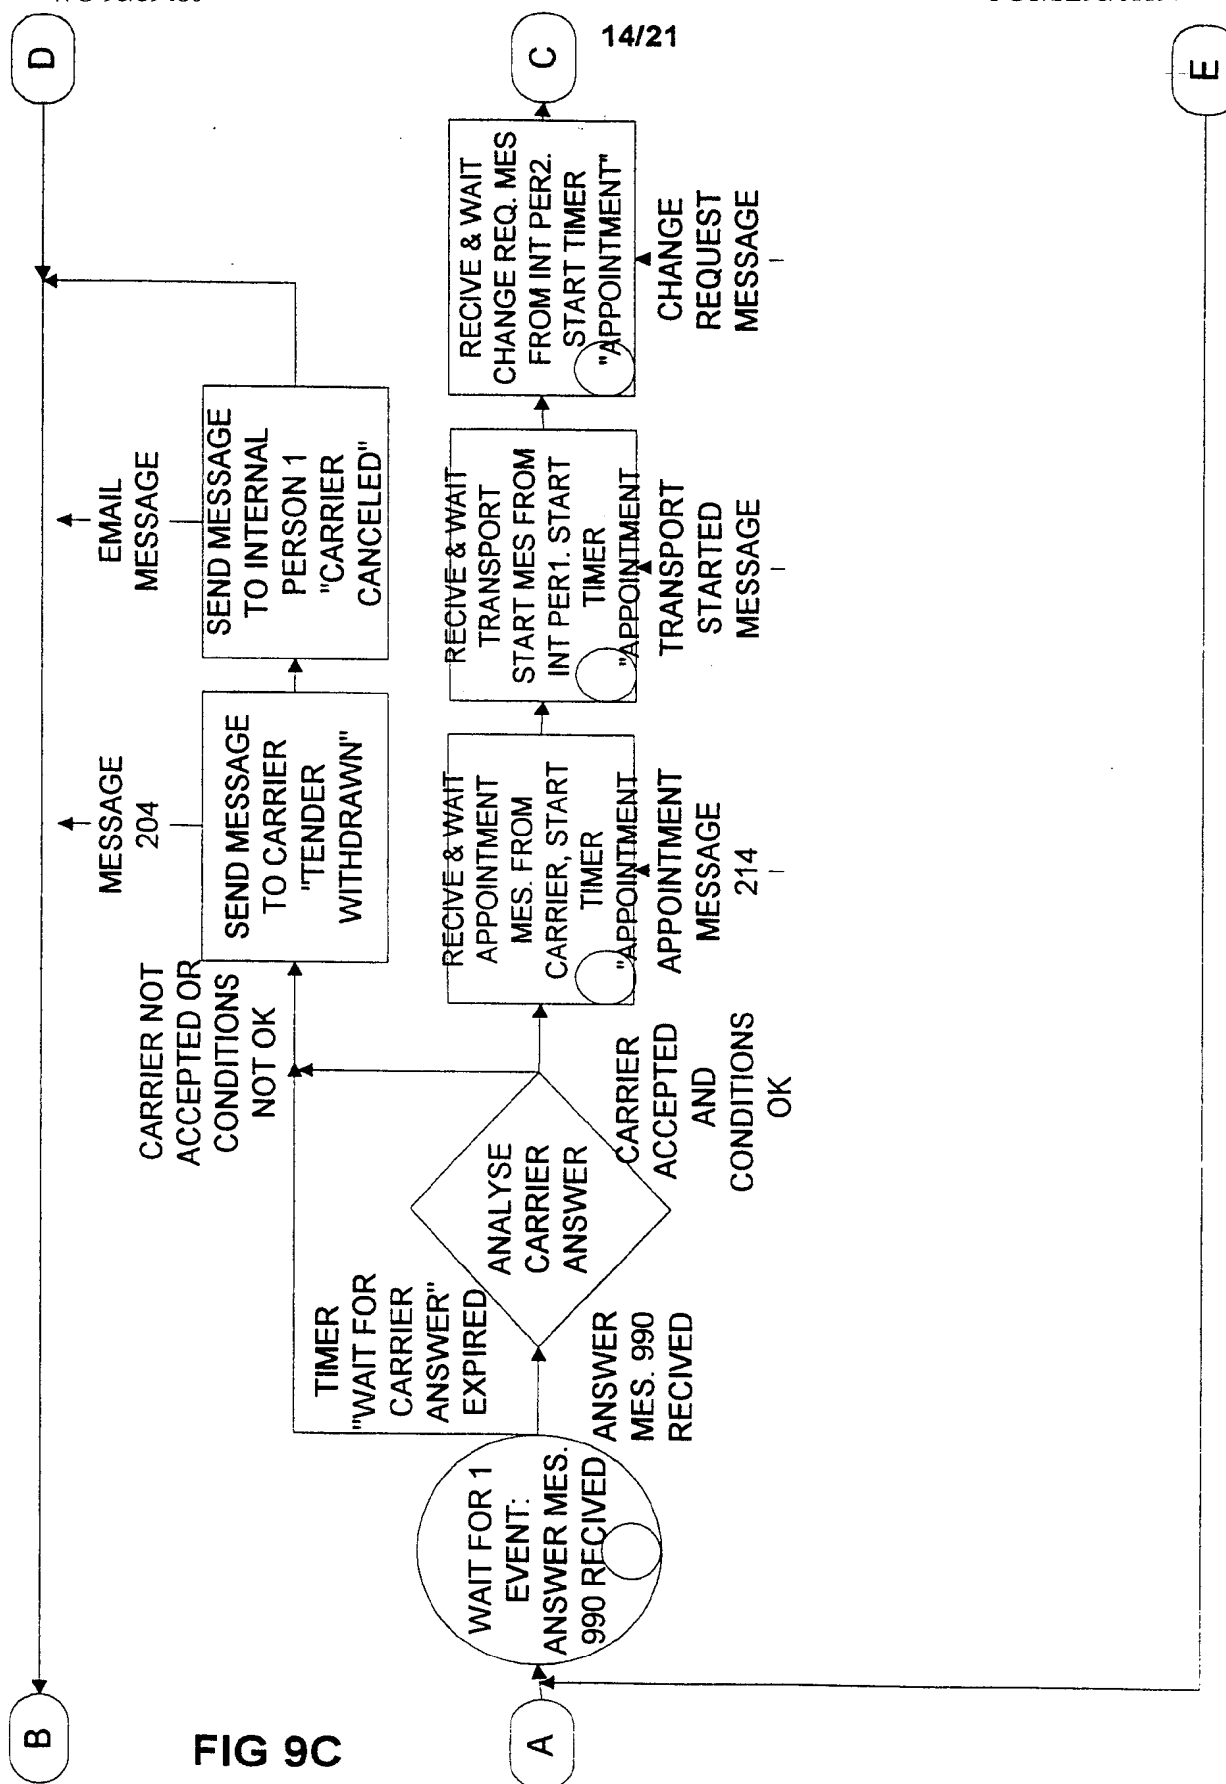 14/21
D
C
E
EMAIL
MESSAGE
MESSAGE
204
SEND MESSAGE
TO INTERNAL
PERSON 1
"CARRIER
CANCELED"
SEND MESSAGE
TO CARRIER
"TENDER
WITHDRAWN"
CARRIER NOT
ACCEPTED OR
CONDITIONS
NOT OK
RECIVE & WAIT
CHANGE REQ. MES
FROM INT PER2.
START TIMER
"APPOINTMENT"
CHANGE
REQUEST
MESSAGE
RECIVE & WAIT
TRANSPORT
START MES FROM
INT PER1. START
TIMER
"APPOINTMENT
TRANSPORT
STARTED
MESSAGE
RECIVE & WAIT
APPOINTMENT
MES. FROM
CARRIER, START
TIMER
"APPOINTMENT
APPOINTMENT
MESSAGE
214
CARRIER
ACCEPTED
AND
CONDITIONS
OK
ANALYSE
CARRIER
ANSWER
TIMER
"WAIT FOR
CARRIER
ANSWER"
EXPIRED
ANSWER
MES. 990
RECIVED
WAIT FOR 1
EVENT:
ANSWER MES.
990 RECIVED
B
A
FIG 9C